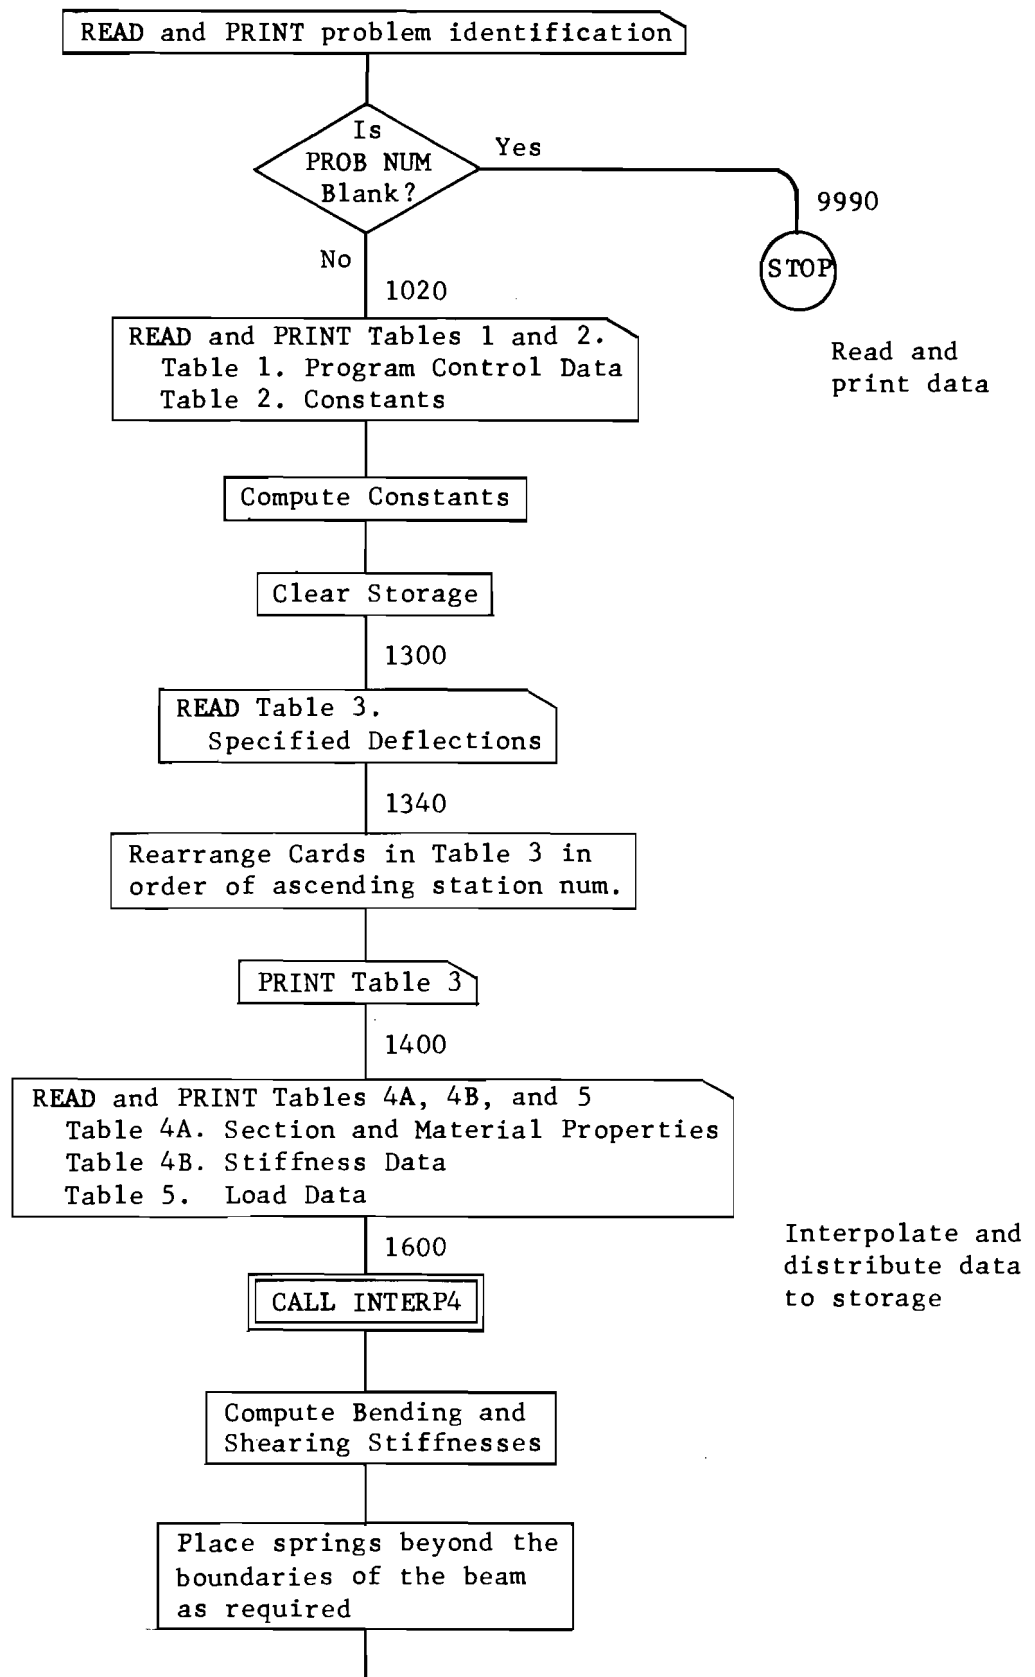 READ and PRINT problem identification
Is
PROB NUM
Blank?
Yes
9990
STOP
No
1020
READ and PRINT Tables 1 and 2.
Table 1. Program Control Data
Table 2. Constants
Read and
print data
Compute Constants
Clear Storage
1300
READ Table 3.
Specified Deflections
1340
Rearrange Cards in Table 3 in
order of ascending station num.
PRINT Table 3
1400
READ and PRINT Tables 4A, 4B, and 5
Table 4A. Section and Material Properties
Table 4B. Stiffness Data
Table 5. Load Data
1600
CALL INTERP4
Interpolate and
distribute data
to storage
Compute Bending and
Shearing Stiffnesses
Place springs beyond the
boundaries of the beam
as required